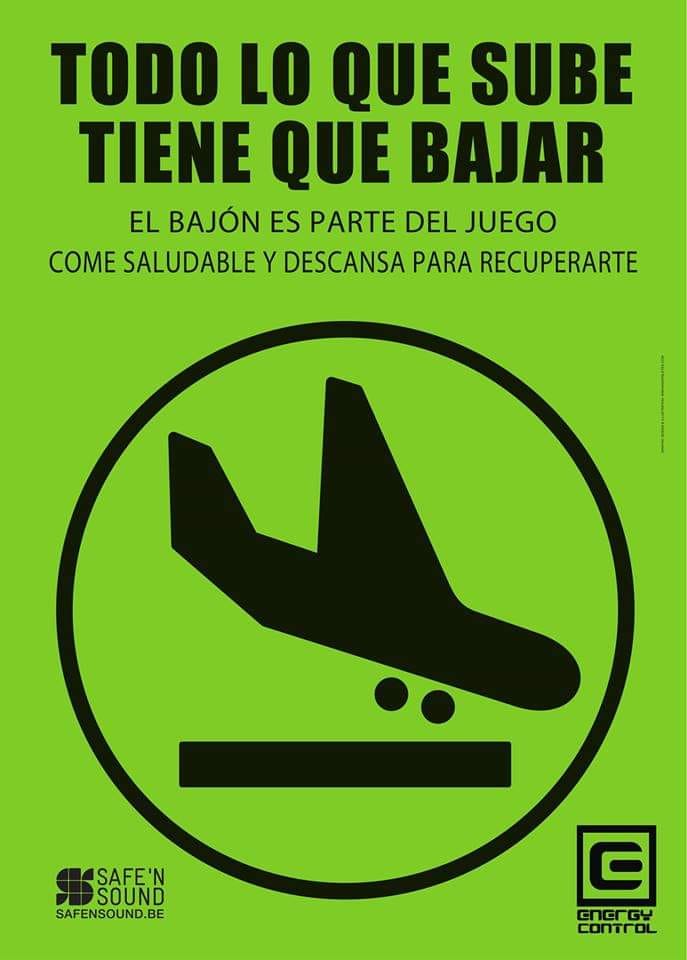 TODO LO QUE SUBE
TIENE QUE BAJAR
EL BAJÓN ES PARTE DEL JUEGO
COME SALUDABLE Y DESCANSA PARA RECUPERARTE
SAFE'N
SOUND
SAFENSOUND.BE
ENERGY
CONTROL